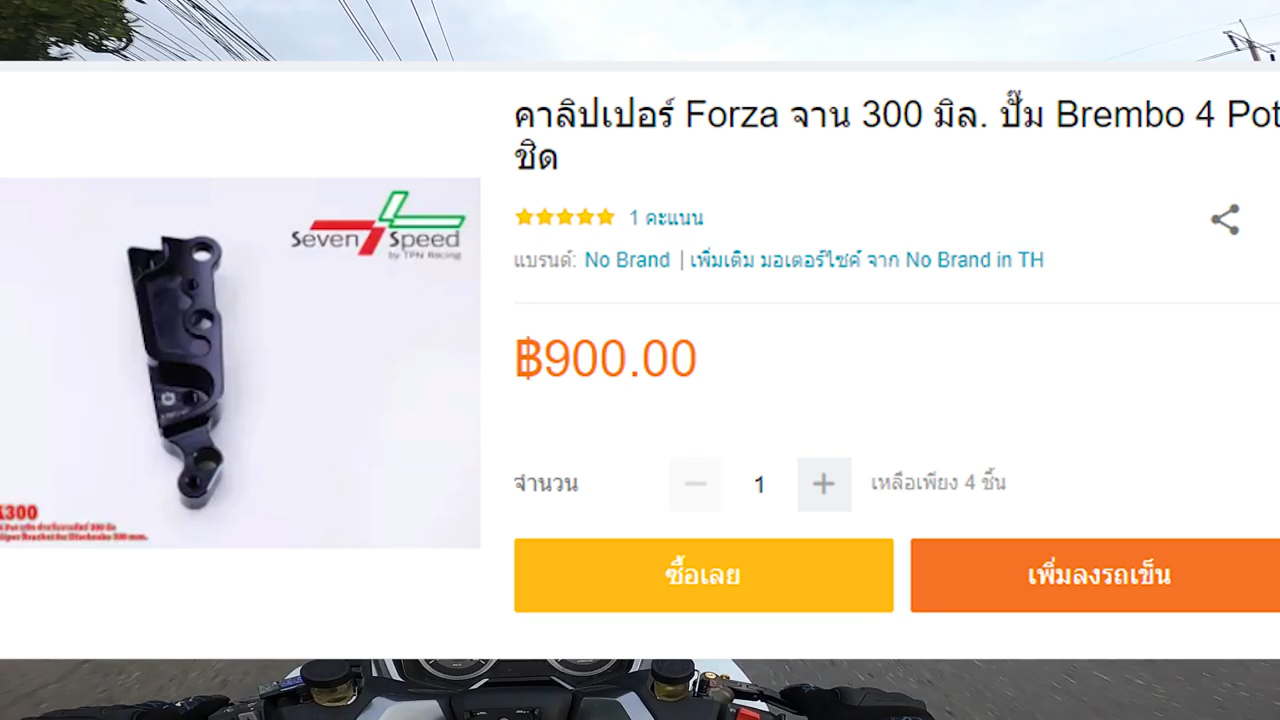 คาลิปเปอร์ Forza จาน 300 มิล. ปั๊ม Brembo 4 Pot
ชิด
Seven 7 Speed
by TPN Racing
1 คะแนน
แบรนด์: No Brand | เพิ่มเติม มอเตอร์ไซค์ จาก No Brand in TH
฿900.00
จำนวน
1
เหลือเพียง 4 ชิ้น
300
ซื้อเลย
เพิ่มลงรถเข็น